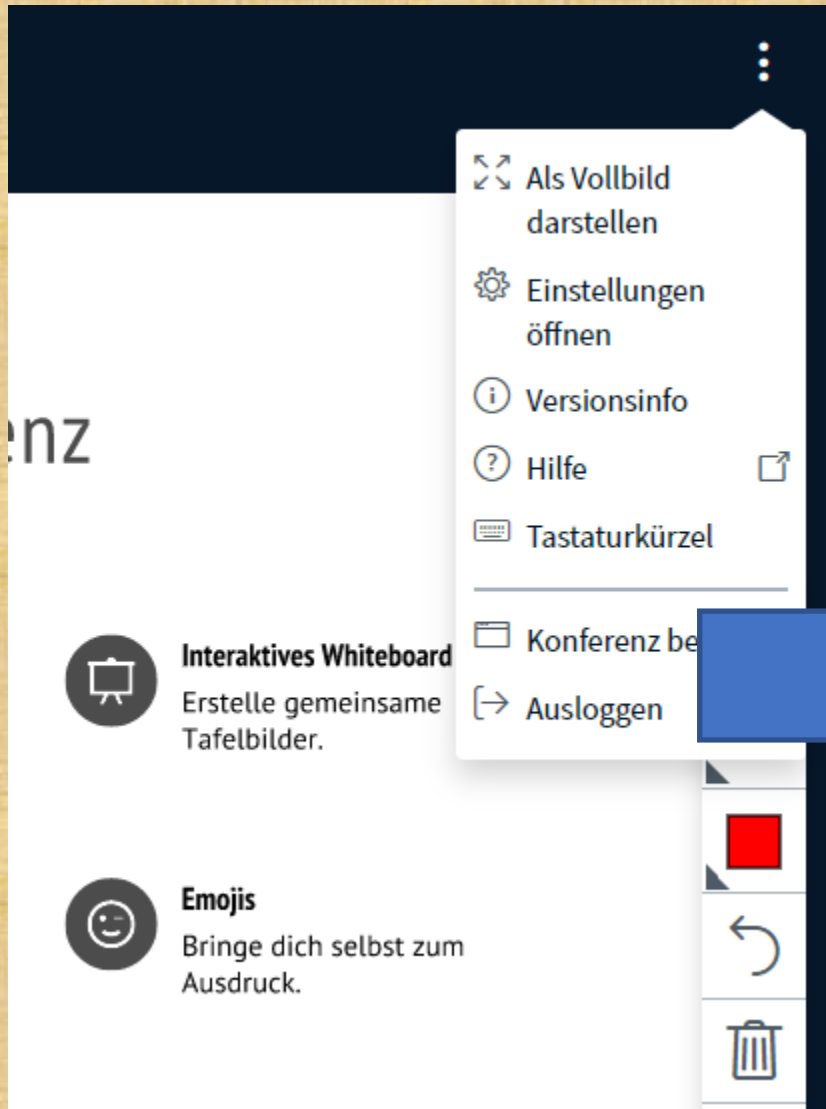 Als Vollbild
darstellen
Einstellungen
öffnen
Versionsinfo
Hilfe
Tastaturkürzel
Konferenz be
Ausloggen
enz
Interaktives Whiteboard
Erstelle gemeinsame
Tafelbilder.
Emojis
Bringe dich selbst zum
Ausdruck.